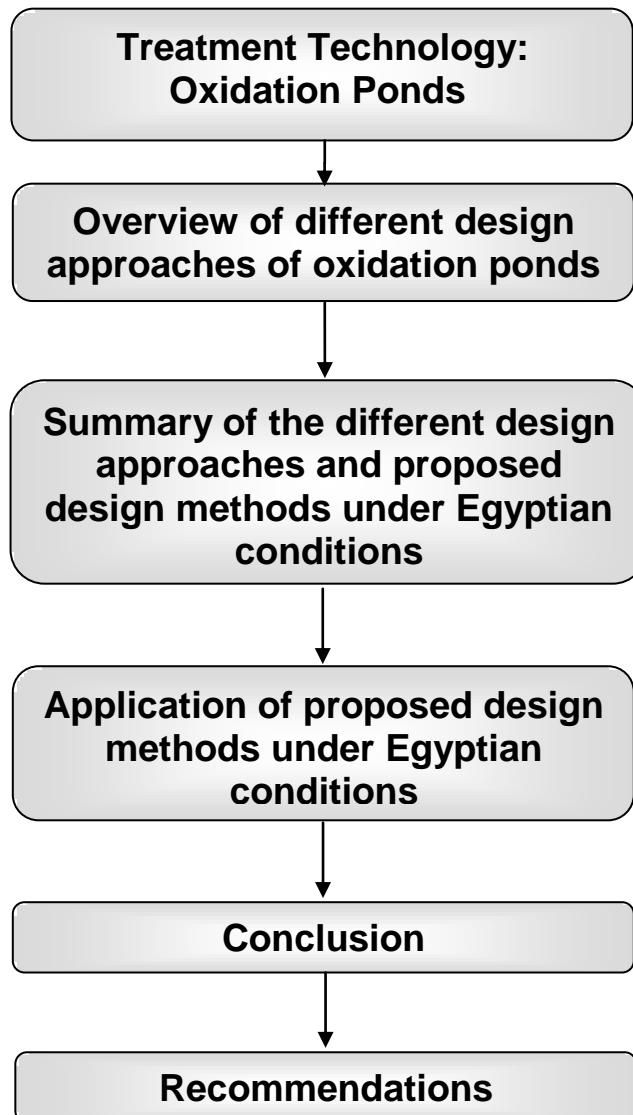 Treatment Technology:
Oxidation Ponds
Overview of different design
approaches of oxidation ponds
Summary of the different design
approaches and proposed
design methods under Egyptian
conditions
Application of proposed design
methods under Egyptian
conditions
Conclusion
Recommendations